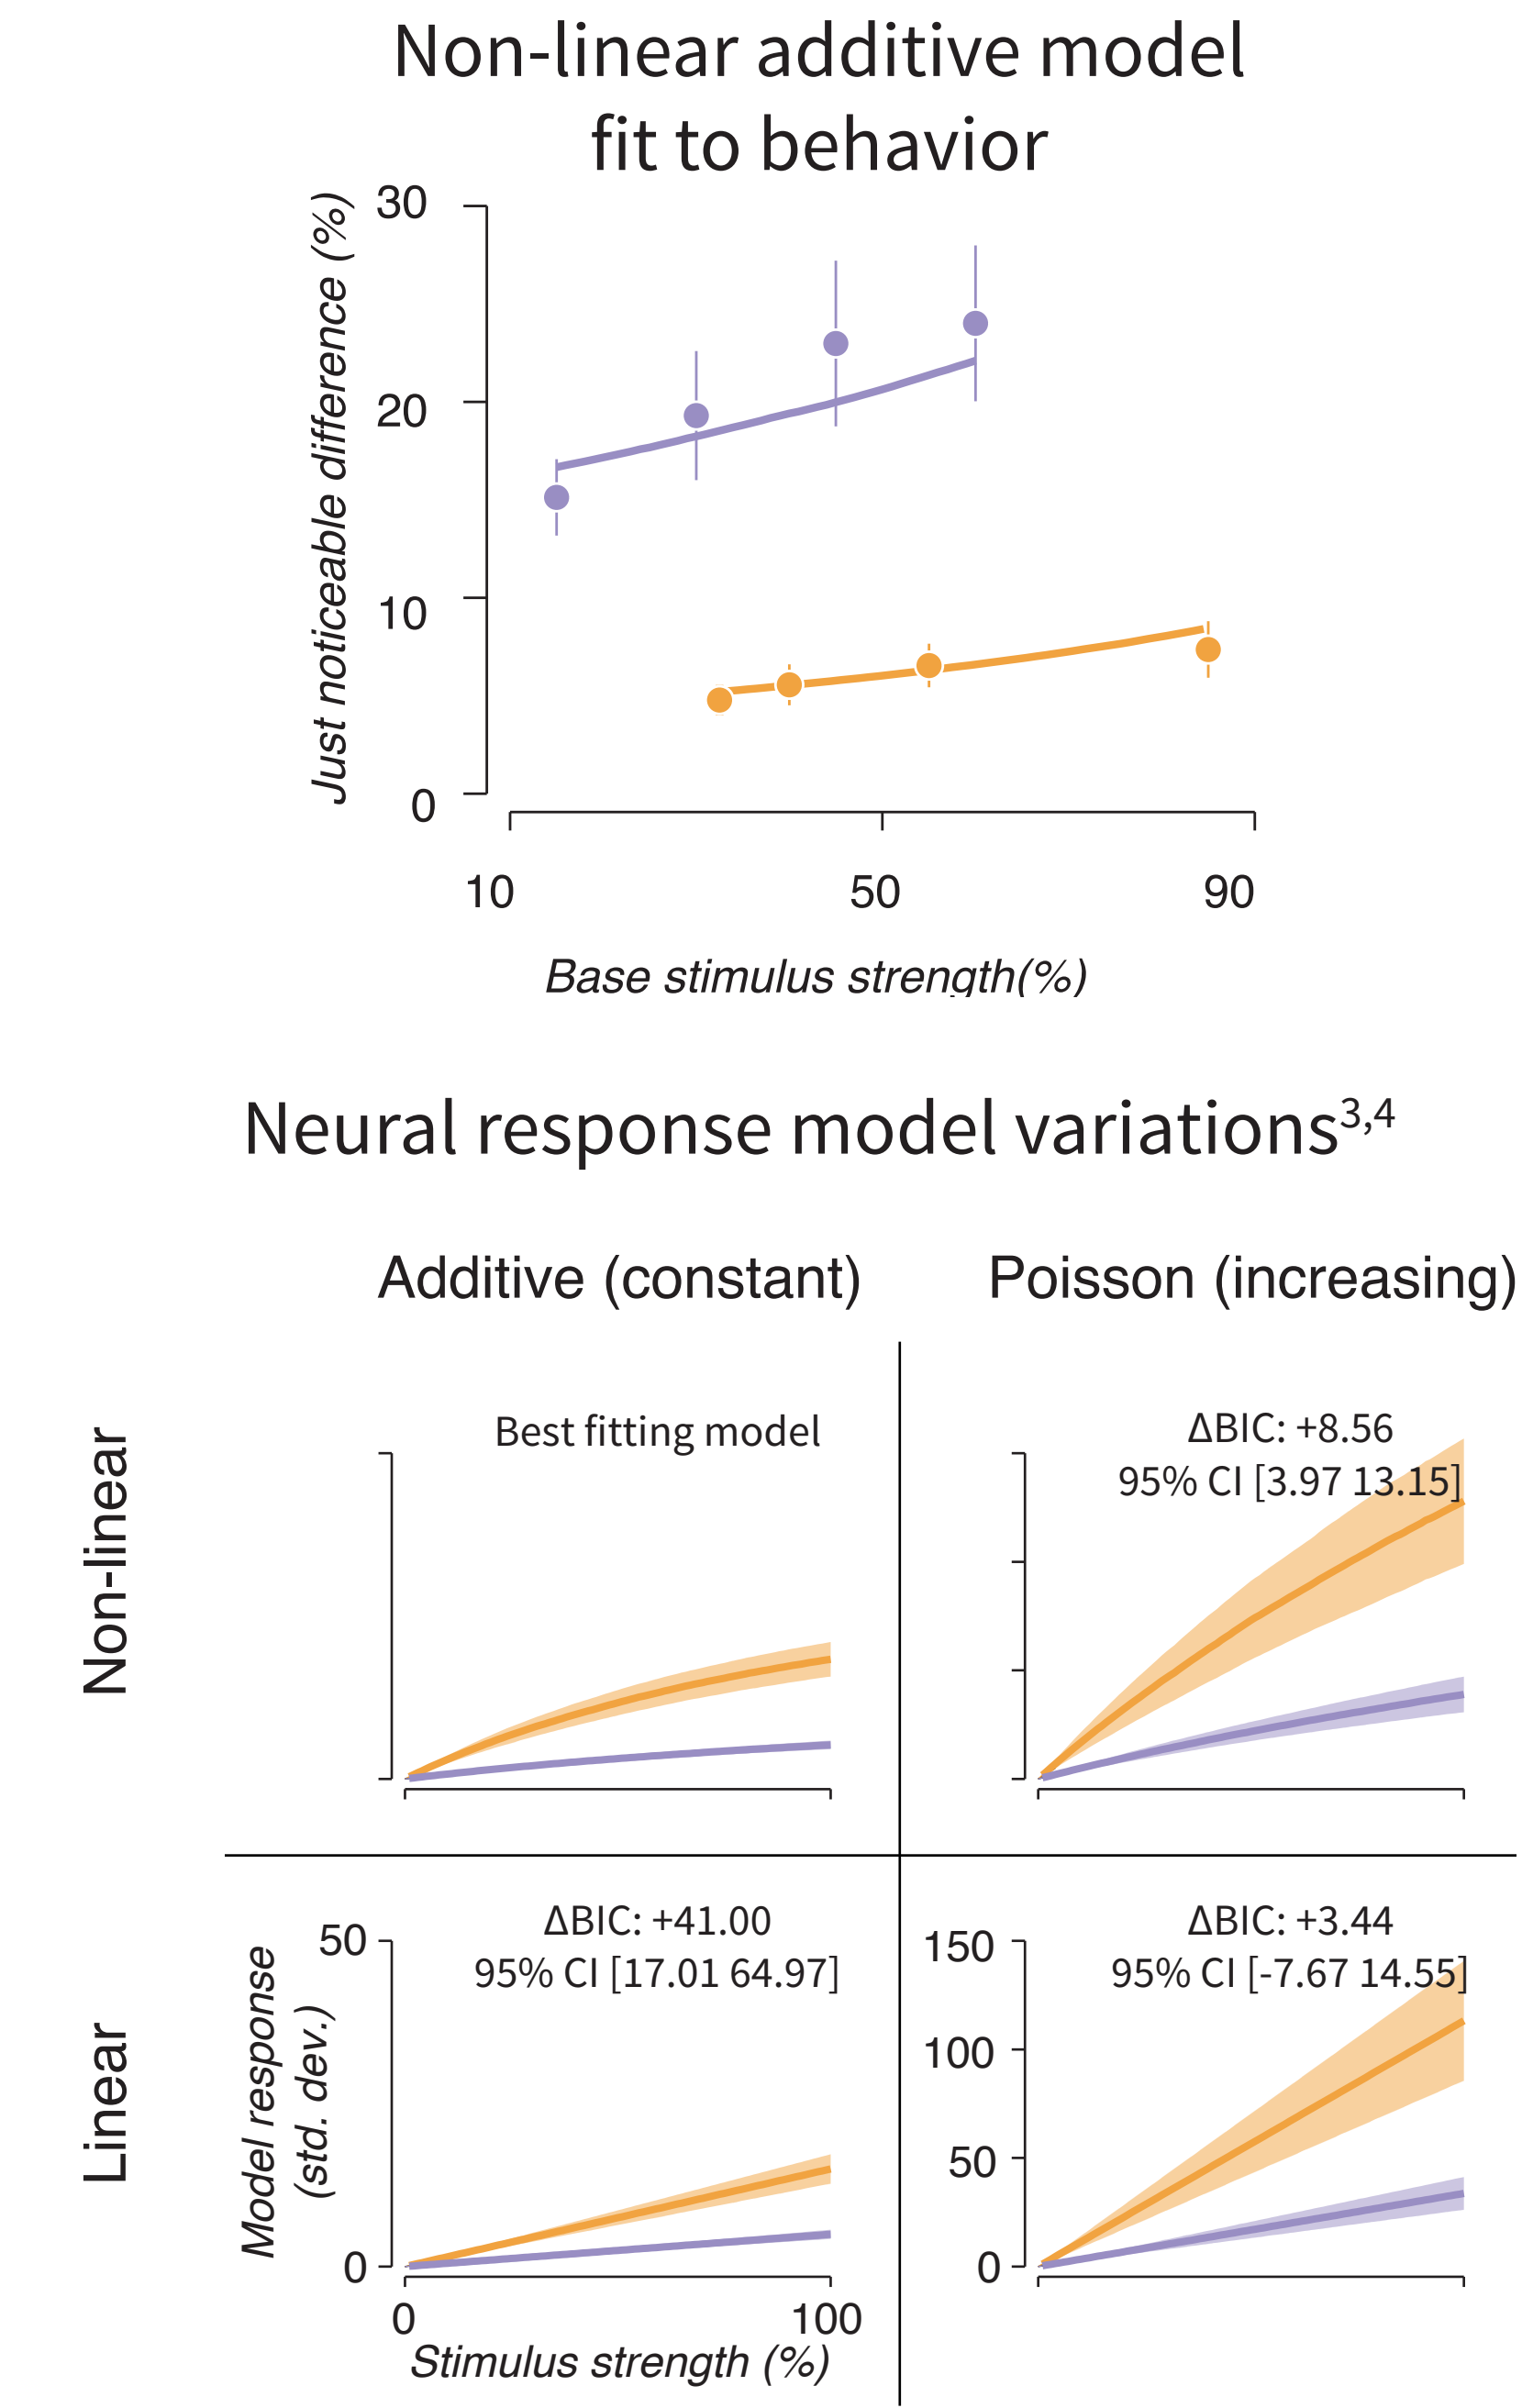 Non-linear additive model
fit to behavior
Just noticeable difference (%)
30
20
10
0
10 50 90
Base stimulus strength(%)
Neural response model variations3,4
Additive (constant) Poisson (increasing)
Non-linear
Best fitting model
ΔBIC: +8.56
95% CI [3.97 13.15]
Linear
Model response
(std. dev.)
50
0
ΔBIC: +41.00
95% CI [17.01 64.97]
0 100
Stimulus strength (%)
150
100
50
0
ΔBIC: +3.44
95% CI [-7.67 14.55]